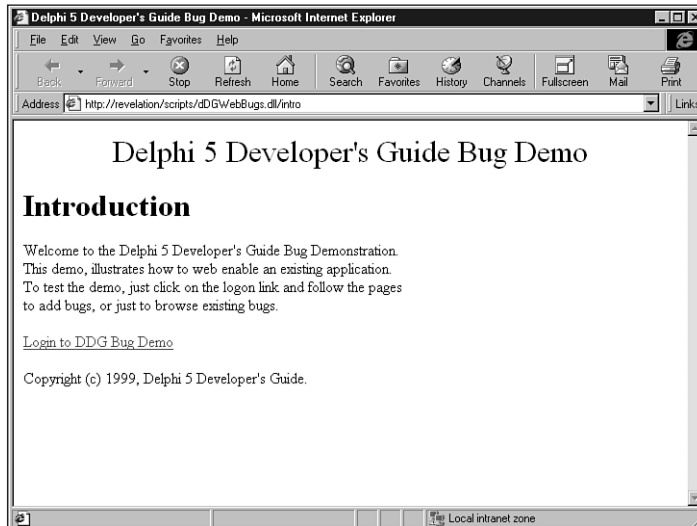 Delphi 5 Developer's Guide Bug Demo - Microsoft Internet Explorer
File Edit View Go Favorites Help
Back Forward Stop Refresh Home Search Favorites History Channels Fullscreen Mail Print
Address http://revelation/scripts/dDGWebBugs.dll/intro Links
Delphi 5 Developer's Guide Bug Demo
Introduction
Welcome to the Delphi 5 Developer's Guide Bug Demonstration.
This demo, illustrates how to web enable an existing application.
To test the demo, just click on the logon link and follow the pages
to add bugs, or just to browse existing bugs.
Login to DDG Bug Demo
Copyright (c) 1999, Delphi 5 Developer's Guide.
Local intranet zone